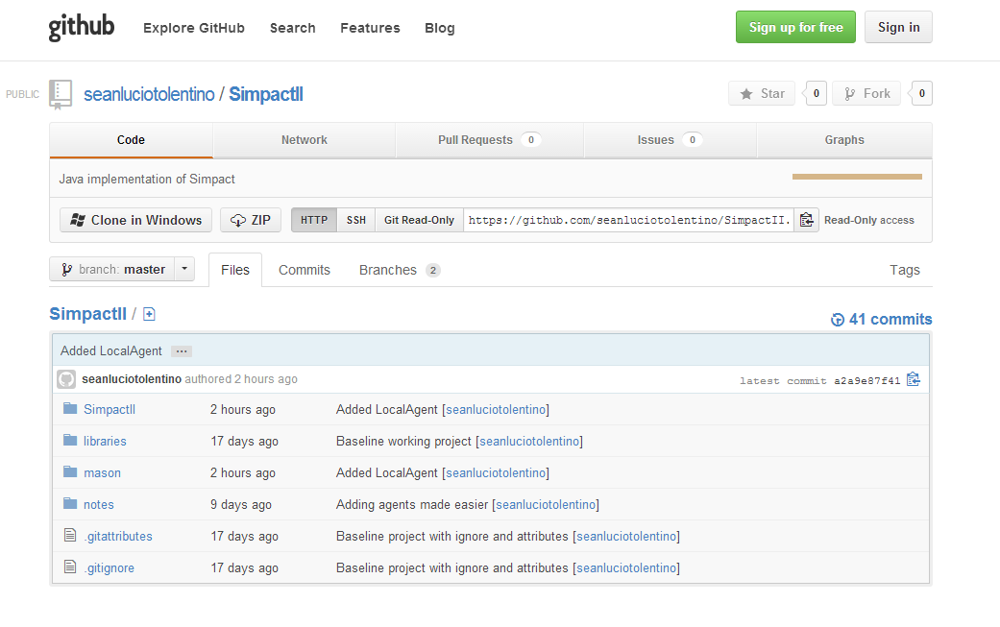 github Explore GitHub Search Features Blog Sign up for free Sign in
PUBLIC seanluciotolentino / SimpactII Star 0 Fork 0
Code Network Pull Requests 0 Issues 0 Graphs
Java implementation of Simpact
Clone in Windows ZIP HTTP SSH Git Read-Only https://github.com/seanluciotolentino/SimpactII. Read-Only access
branch: master Files Commits Branches 2 Tags
SimpactII / 41 commits
Added LocalAgent ...
seanluciotolentino authored 2 hours ago latest commit a2a9e87f41
SimpactII 2 hours ago Added LocalAgent [seanluciotolentino]
libraries 17 days ago Baseline working project [seanluciotolentino]
mason 2 hours ago Added LocalAgent [seanluciotolentino]
notes 9 days ago Adding agents made easier [seanluciotolentino]
.gitattributes 17 days ago Baseline project with ignore and attributes [seanluciotolentino]
.gitignore 17 days ago Baseline project with ignore and attributes [seanluciotolentino]